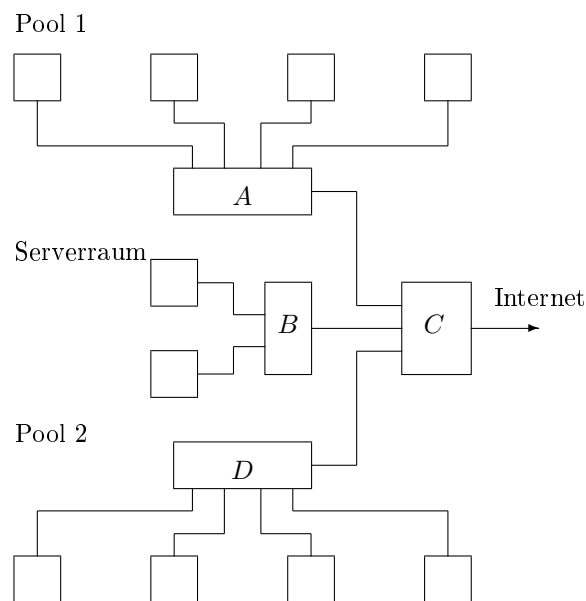 Pool 1
A
Serverraum
B
C
Internet
Pool 2
D